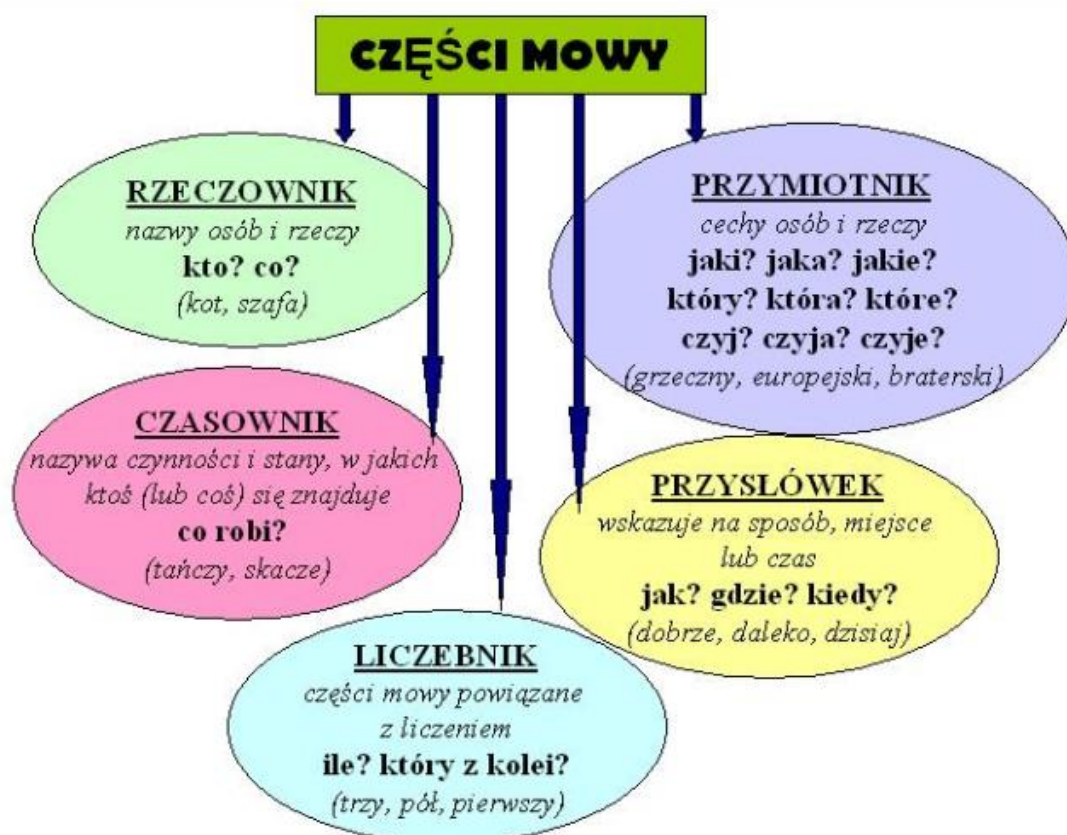 CZĘŚCI MOWY
RZECZOWNIK
nazwy osób i rzeczy
kto? co?
(kot, szafa)
PRZYMIOTNIK
cechy osób i rzeczy
jaki? jaka? jakie?
który? która? które?
czyj? czyja? czyje?
(grzeczny, europejski, braterski)
CZASOWNIK
nazywa czynności i stany, w jakich
ktoś (lub coś) się znajduje
co robi?
(tańczy, skacze)
PRZYSŁÓWEK
wskazuje na sposób, miejsce
lub czas
jak? gdzie? kiedy?
(dobrze, daleko, dzisiaj)
LICZEBNIK
części mowy powiązane
z liczeniem
ile? który z kolei?
(trzy, pół, pierwszy)